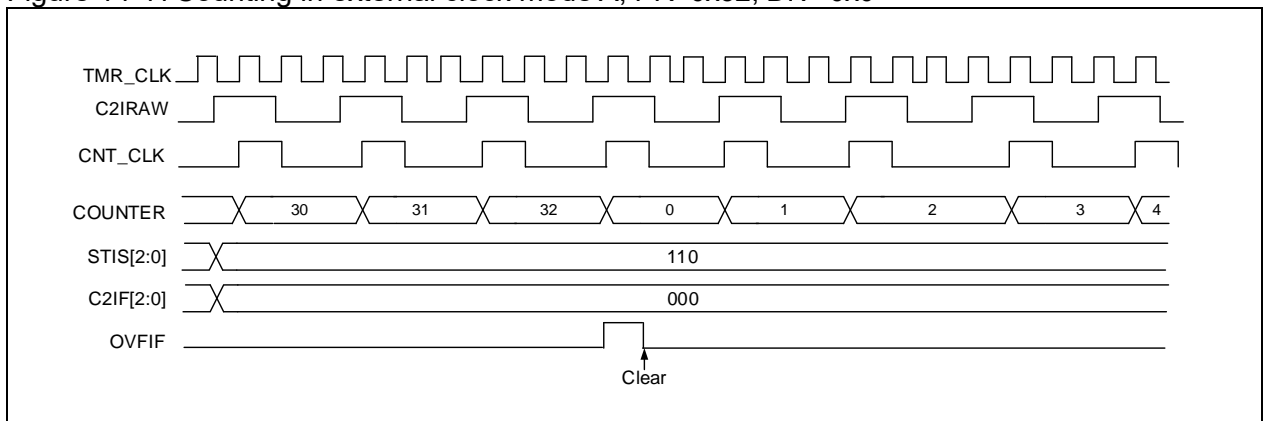 TMR_CLK
C2IRAW
CNT_CLK
COUNTER 30 31 32 0 1 2 3 4
STIS[2:0] 110
C2IF[2:0] 000
OVFIF
Clear